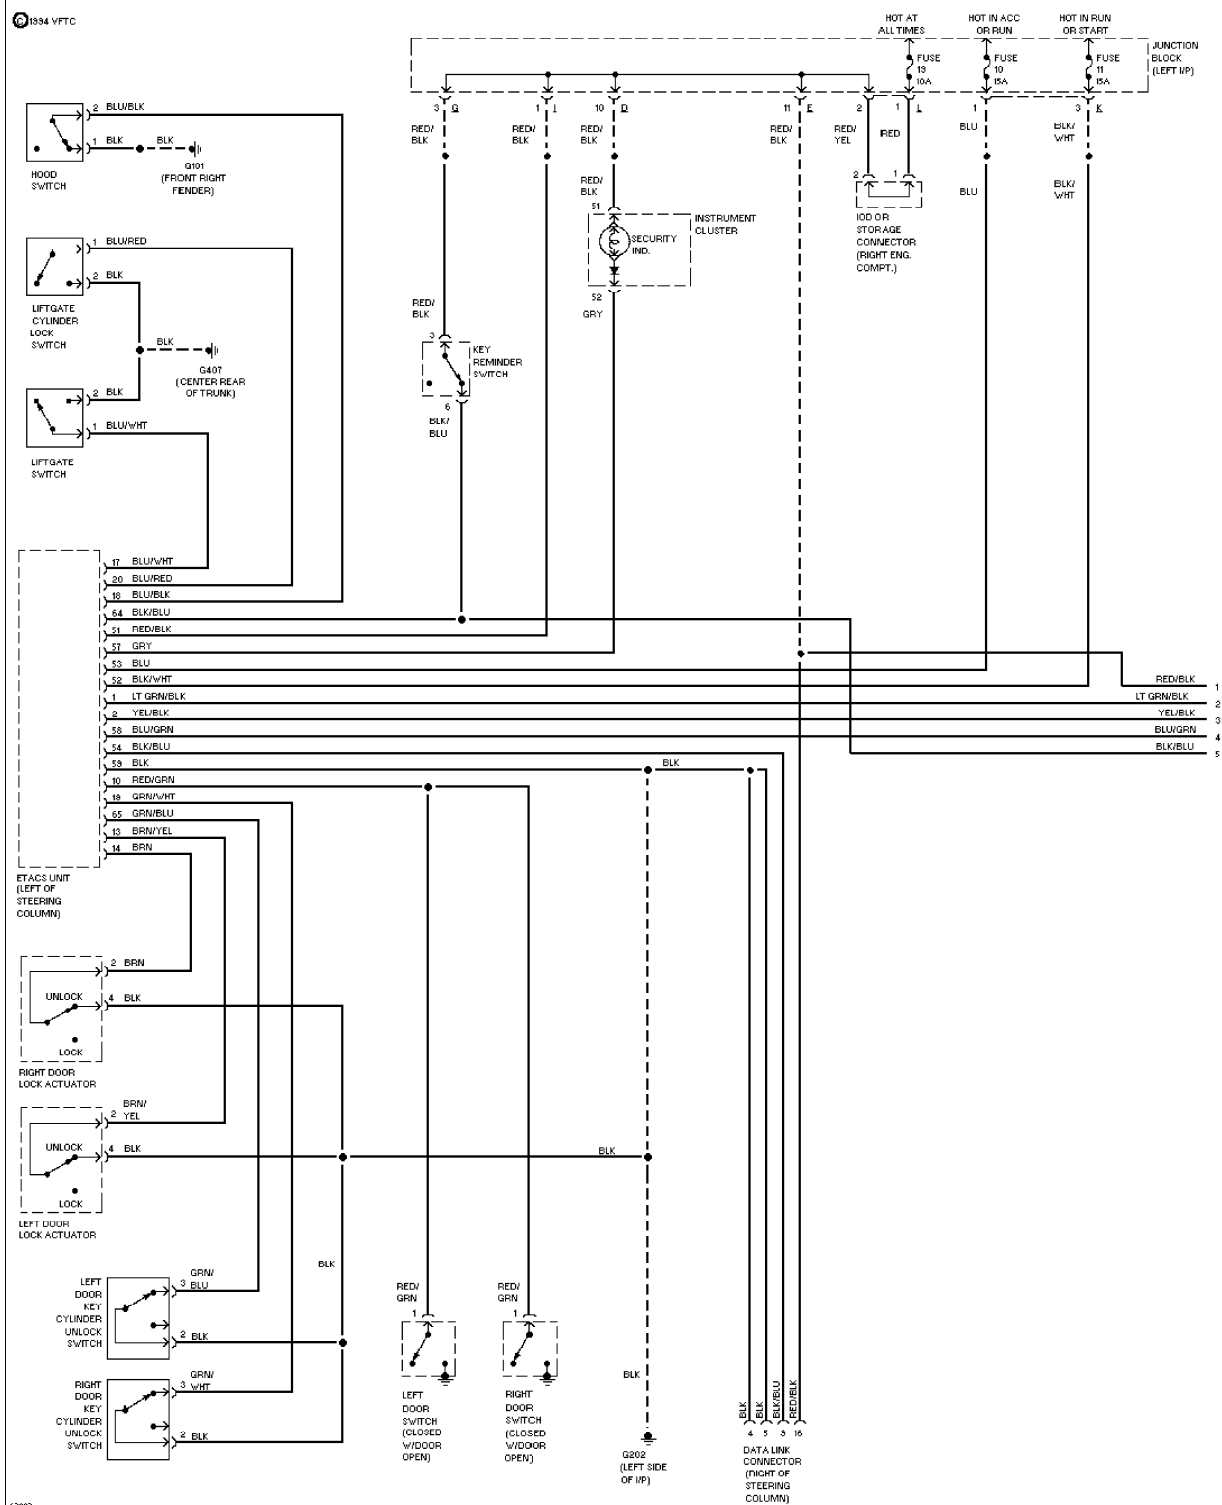 © 1994 VFTC
HOT AT
ALL TIMES
HOT IN ACC
OR RUN
HOT IN RUN
OR START
JUNCTION
BLOCK
(LEFT I/P)
FUSE
19
10A
FUSE
10
15A
FUSE
11
15A
3 G
1 I
10 D
11 E
2
1 L
1
3 K
RED/
BLK
RED/
BLK
RED/
BLK
RED/
BLK
RED/
YEL
RED
BLU
BLK/
WHT
2 BLU/BLK
1 BLK
BLK
G101
(FRONT RIGHT
FENDER)
HOOD
SWITCH
RED/
BLK
51
2
1
BLU
BLK/
WHT
IOD OR
STORAGE
CONNECTOR
(RIGHT ENG.
COMPT.)
INSTRUMENT
CLUSTER
SECURITY
IND.
52
GRY
1 BLU/RED
2 BLK
LIFTGATE
CYLINDER
LOCK
SWITCH
BLK
G407
(CENTER REAR
OF TRUNK)
RED/
BLK
3
KEY
REMINDER
SWITCH
6
BLK/
BLU
2 BLK
1 BLU/WHT
LIFTGATE
SWITCH
17 BLU/WHT
20 BLU/RED
18 BLU/BLK
64 BLK/BLU
51 RED/BLK
57 GRY
53 BLU
52 BLK/WHT
1 LT GRN/BLK
2 YEL/BLK
58 BLU/GRN
54 BLK/BLU
59 BLK
10 RED/GRN
19 GRN/WHT
65 GRN/BLU
13 BRN/YEL
14 BRN
BLK
RED/BLK 1
LT GRN/BLK 2
YEL/BLK 3
BLU/GRN 4
BLK/BLU 5
ETACS UNIT
(LEFT OF
STEERING
COLUMN)
2 BRN
UNLOCK
4 BLK
LOCK
RIGHT DOOR
LOCK ACTUATOR
BRN/
2 YEL
UNLOCK
4 BLK
LOCK
LEFT DOOR
LOCK ACTUATOR
BLK
BLK
LEFT
DOOR
KEY
CYLINDER
UNLOCK
SWITCH
GRN/
3 BLU
2 BLK
RIGHT
DOOR
KEY
CYLINDER
UNLOCK
SWITCH
GRN/
3 WHT
2 BLK
RED/
GRN
1
LEFT
DOOR
SWITCH
(CLOSED
W/DOOR
OPEN)
RED/
GRN
1
RIGHT
DOOR
SWITCH
(CLOSED
W/DOOR
OPEN)
BLK
G202
(LEFT SIDE
OF I/P)
BLK
BLK
BLK/BLU
RED/BLK
4 5 9 16
DATA LINK
CONNECTOR
(RIGHT OF
STEERING
COLUMN)